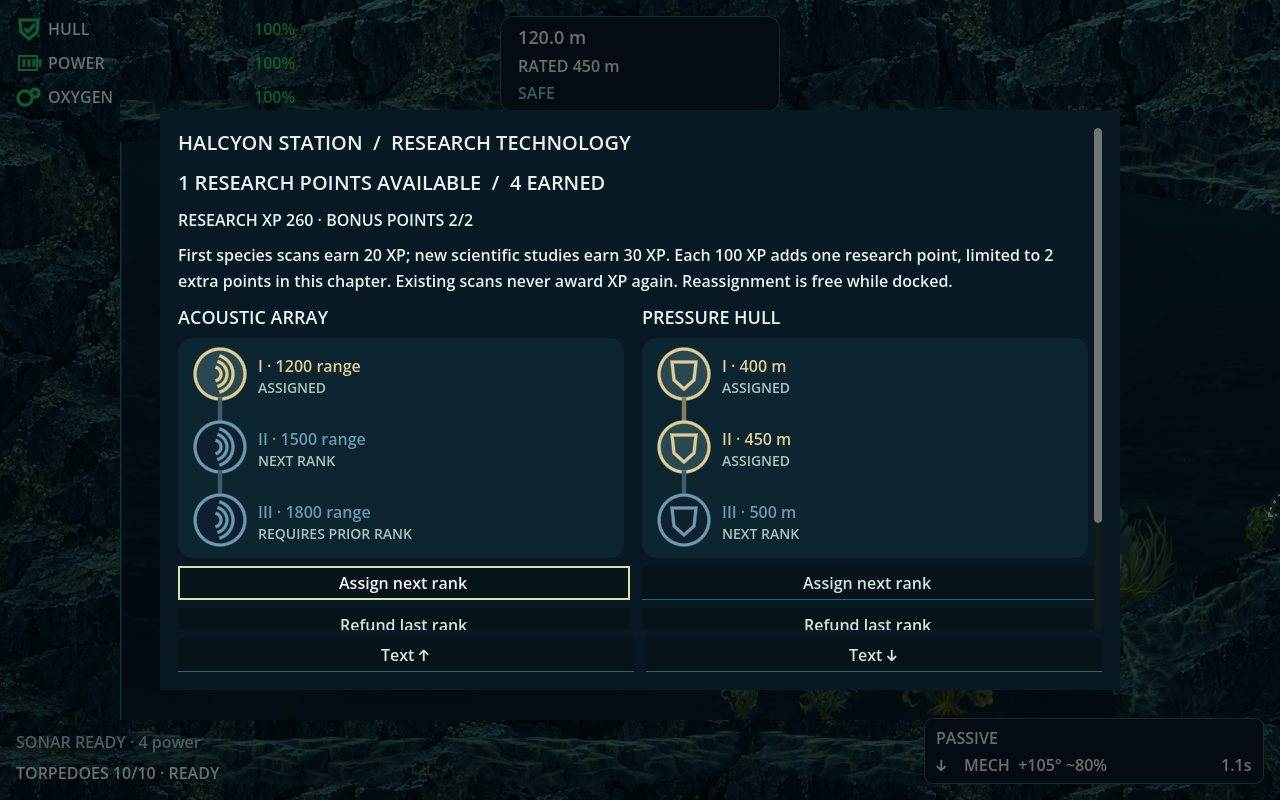 HULL 100%
POWER 100%
OXYGEN 100%
120.0 m
RATED 450 m
SAFE
HALCYON STATION / RESEARCH TECHNOLOGY
1 RESEARCH POINTS AVAILABLE / 4 EARNED
RESEARCH XP 260 · BONUS POINTS 2/2
First species scans earn 20 XP; new scientific studies earn 30 XP. Each 100 XP adds one research point, limited to 2
extra points in this chapter. Existing scans never award XP again. Reassignment is free while docked.
ACOUSTIC ARRAY
I · 1200 range
ASSIGNED
II · 1500 range
NEXT RANK
III · 1800 range
REQUIRES PRIOR RANK
Assign next rank
Refund last rank
PRESSURE HULL
I · 400 m
ASSIGNED
II · 450 m
ASSIGNED
III · 500 m
NEXT RANK
Assign next rank
Refund last rank
Text ↑
Text ↓
SONAR READY · 4 power
TORPEDOES 10/10 · READY
PASSIVE
↓ MECH +105° ~80% 1.1s